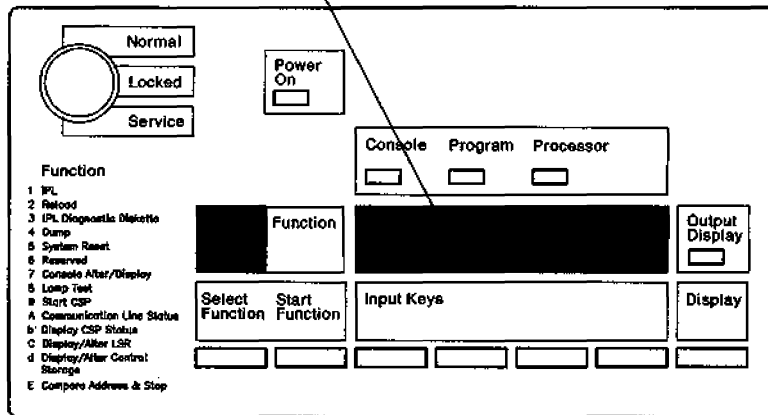 Normal
Locked
Service
Power
On
Console Program Processor
Function
1 IPL
2 Reload
3 IPL Diagnostic Diskette
4 Dump
5 System Reset
6 Reserved
7 Console Alter/Display
8 Lamp Test
9 Start CSP
A Communication Line Status
b Display CSP Status
C Display/Alter LSR
d Display/Alter Control
Storage
E Compare Address & Stop
Function
Output
Display
Select
Function
Start
Function
Input Keys
Display